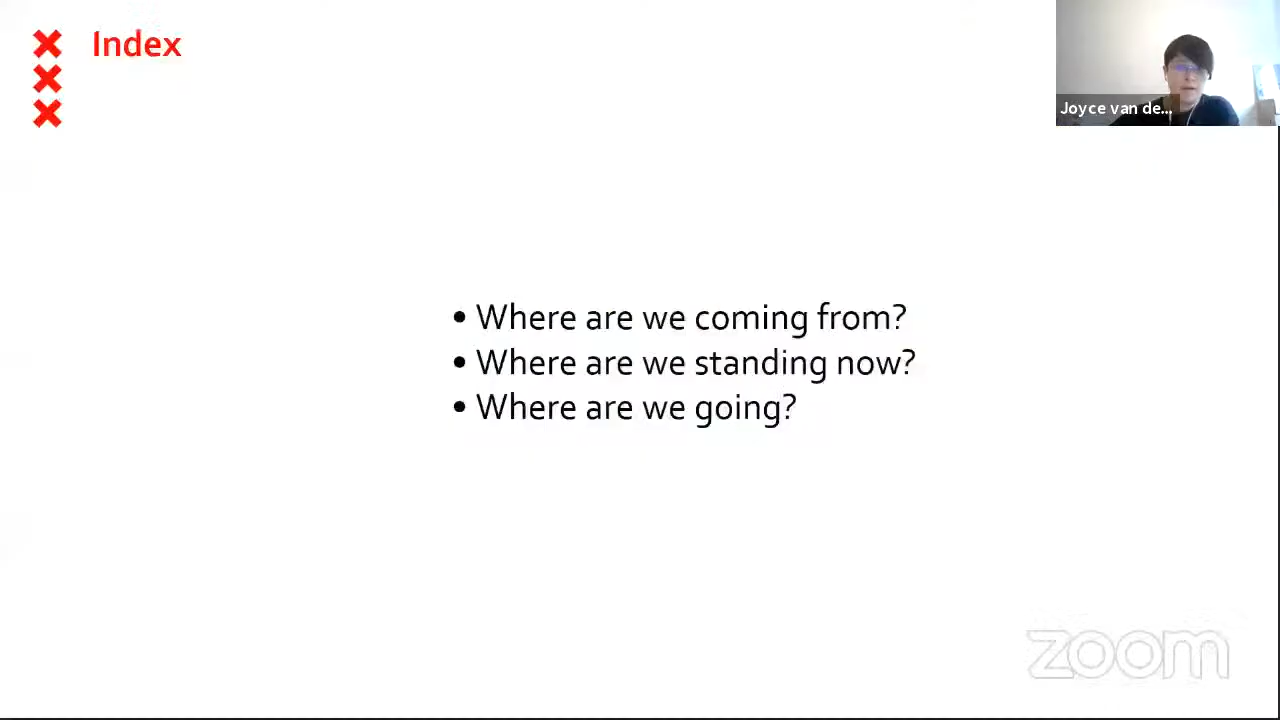 Index
Joyce van de...
• Where are we coming from?
• Where are we standing now?
• Where are we going?
zoom